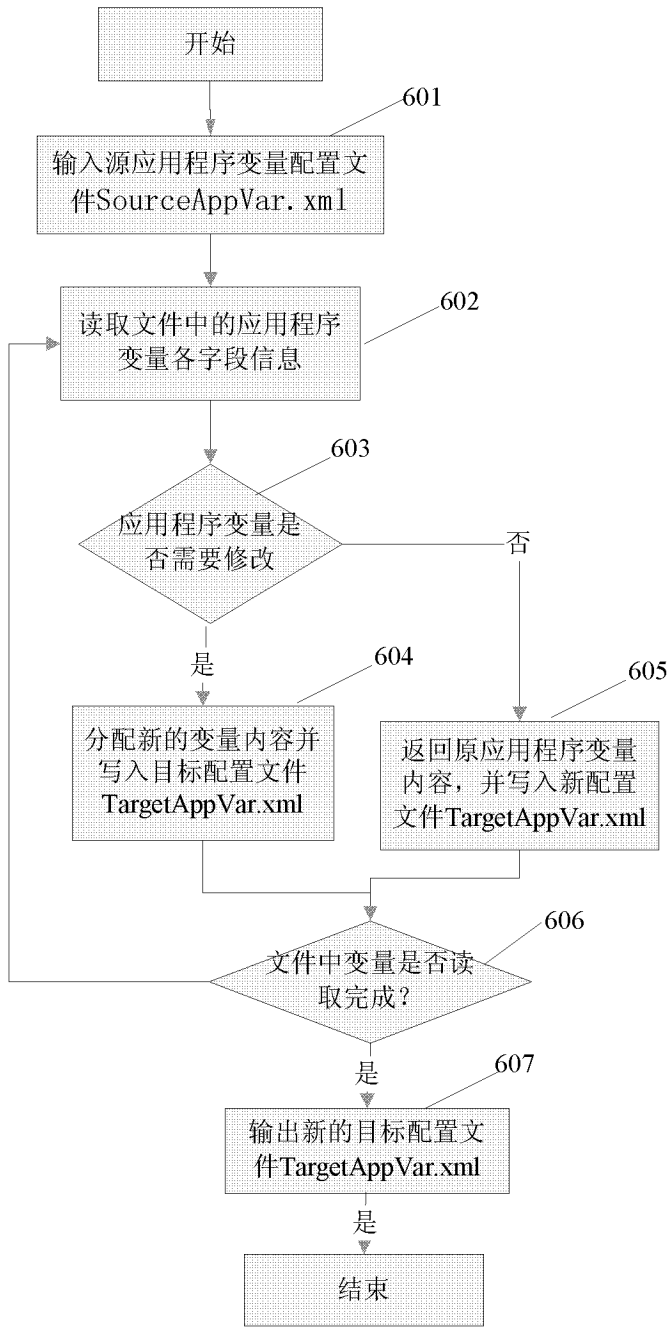 开始
601
输入源应用程序变量配置文
件SourceAppVar.xml
602
读取文件中的应用程序
变量各字段信息
603
应用程序变量是
否需要修改
否
是
604
605
分配新的变量内容并
写入目标配置文件
TargetAppVar.xml
返回原应用程序变量
内容，并写入新配置
文件TargetAppVar.xml
606
文件中变量是否读
取完成？
是
607
输出新的目标配置文
件TargetAppVar.xml
是
结束